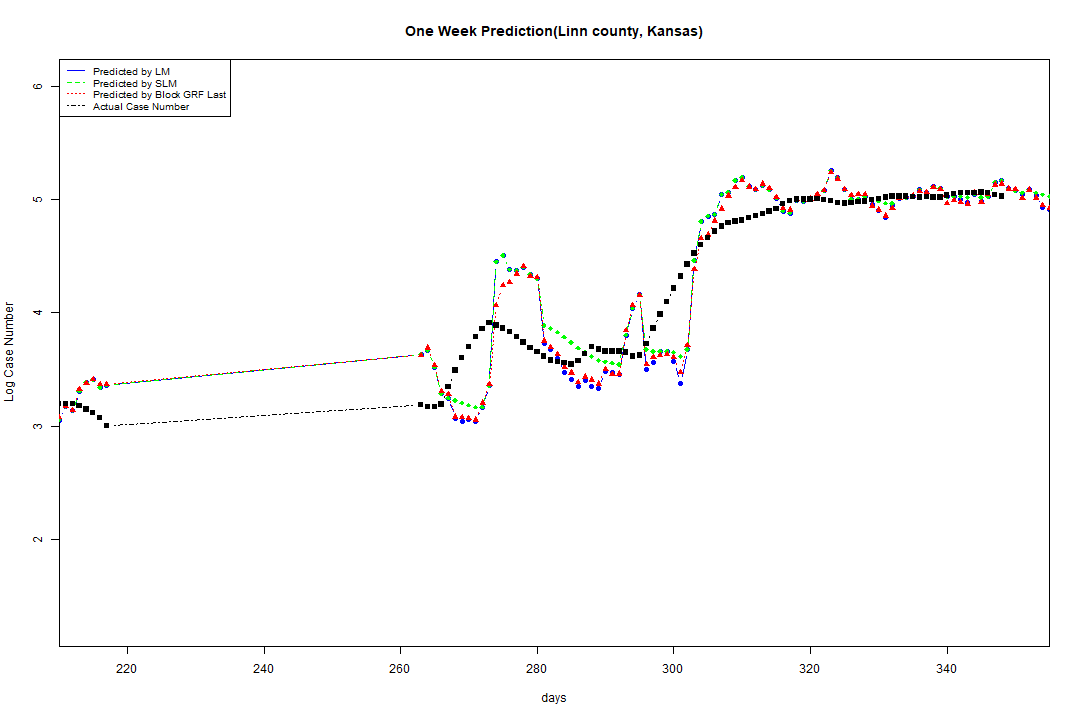 One Week Prediction(Linn county, Kansas)
Predicted by LM
Predicted by SLM
Predicted by Block GRF Last
Actual Case Number
Log Case Number
6
5
4
3
2
220 240 260 280 300 320 340
days